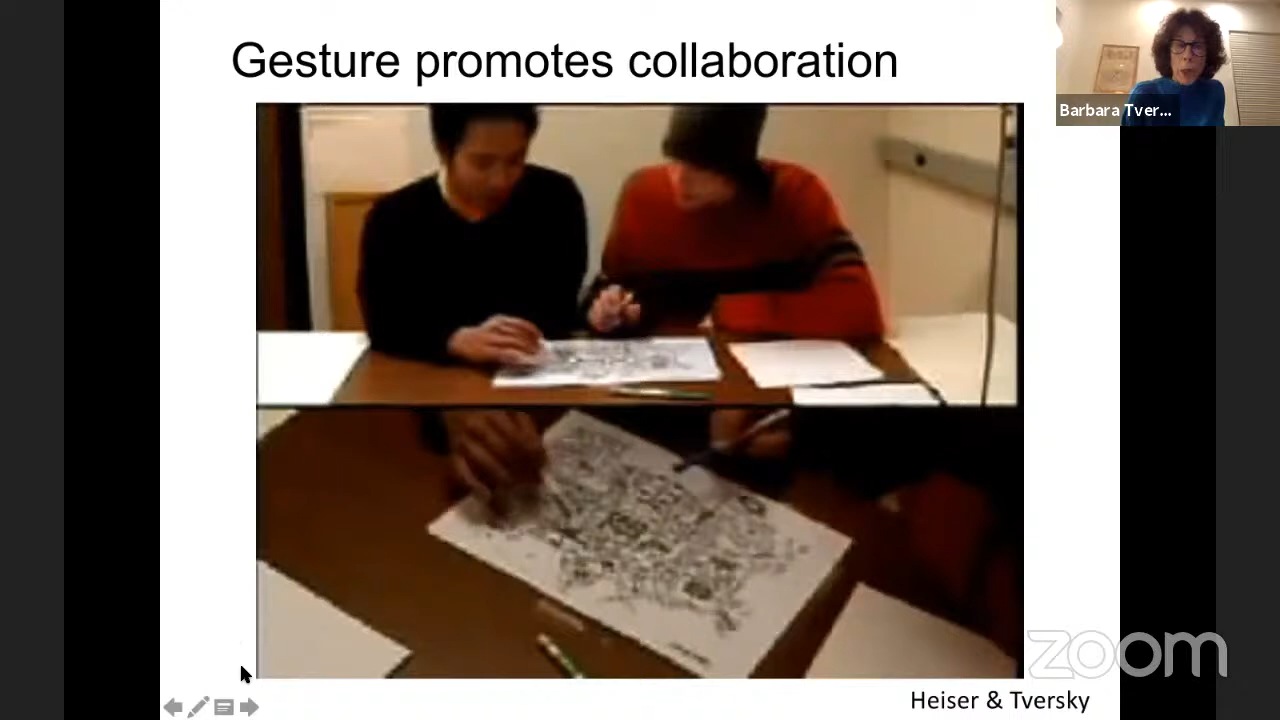 Gesture promotes collaboration
Barbara Tver...
Heiser & Tversky
zoom